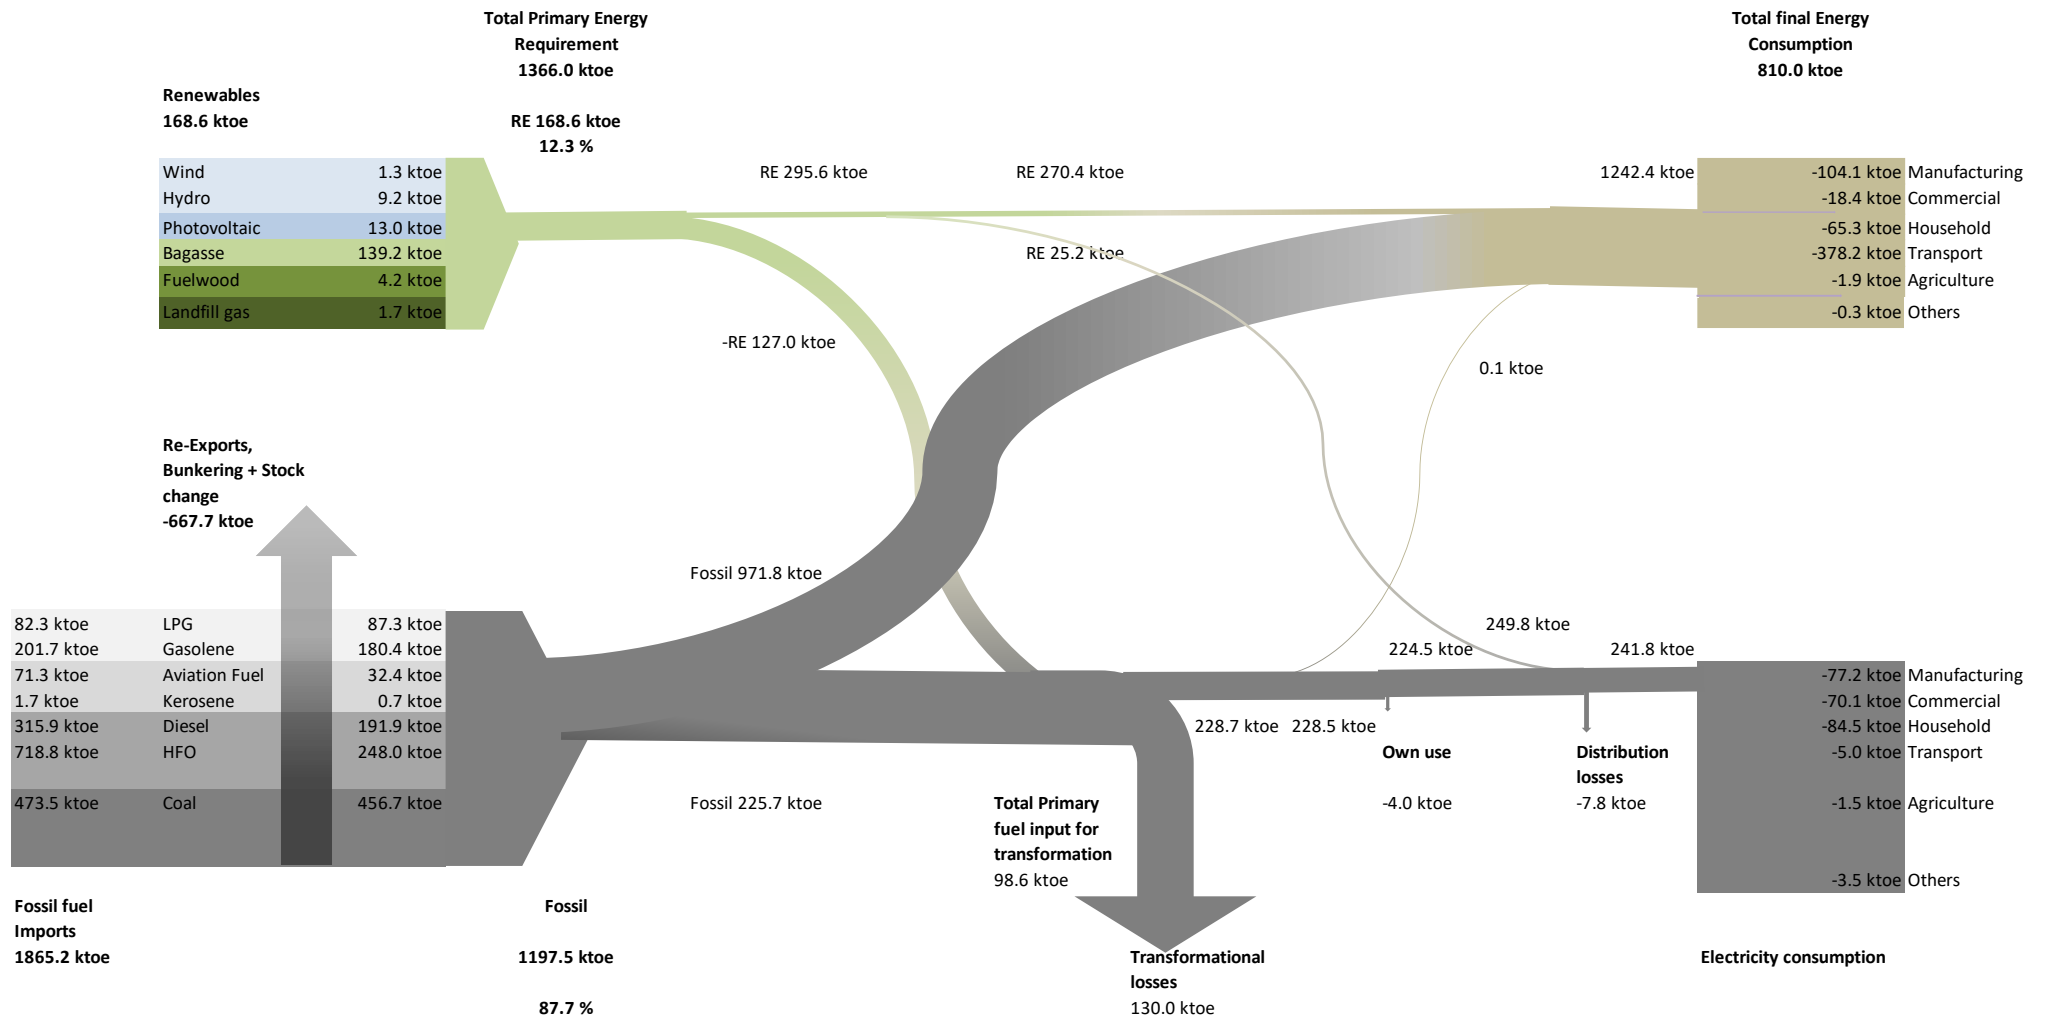 Total Primary Energy
Requirement
1366.0 ktoe
Total final Energy
Consumption
810.0 ktoe
Renewables
168.6 ktoe
RE 168.6 ktoe
12.3 %
Wind 1.3 ktoe
Hydro 9.2 ktoe
Photovoltaic 13.0 ktoe
Bagasse 139.2 ktoe
Fuelwood 4.2 ktoe
Landfill gas 1.7 ktoe
RE 295.6 ktoe
RE 270.4 ktoe
RE 25.2 ktoe
-RE 127.0 ktoe
1242.4 ktoe
-104.1 ktoe Manufacturing
-18.4 ktoe Commercial
-65.3 ktoe Household
-378.2 ktoe Transport
-1.9 ktoe Agriculture
-0.3 ktoe Others
0.1 ktoe
Re-Exports,
Bunkering + Stock
change
-667.7 ktoe
Fossil 971.8 ktoe
82.3 ktoe LPG 87.3 ktoe
201.7 ktoe Gasolene 180.4 ktoe
71.3 ktoe Aviation Fuel 32.4 ktoe
1.7 ktoe Kerosene 0.7 ktoe
315.9 ktoe Diesel 191.9 ktoe
718.8 ktoe HFO 248.0 ktoe
473.5 ktoe Coal 456.7 ktoe
Fossil 225.7 ktoe
249.8 ktoe
224.5 ktoe
241.8 ktoe
228.7 ktoe
228.5 ktoe
Own use
-4.0 ktoe
Distribution
losses
-7.8 ktoe
Total Primary
fuel input for
transformation
98.6 ktoe
-77.2 ktoe Manufacturing
-70.1 ktoe Commercial
-84.5 ktoe Household
-5.0 ktoe Transport
-1.5 ktoe Agriculture
-3.5 ktoe Others
Fossil fuel
Imports
1865.2 ktoe
Fossil
1197.5 ktoe
87.7 %
Transformational
losses
130.0 ktoe
Electricity consumption